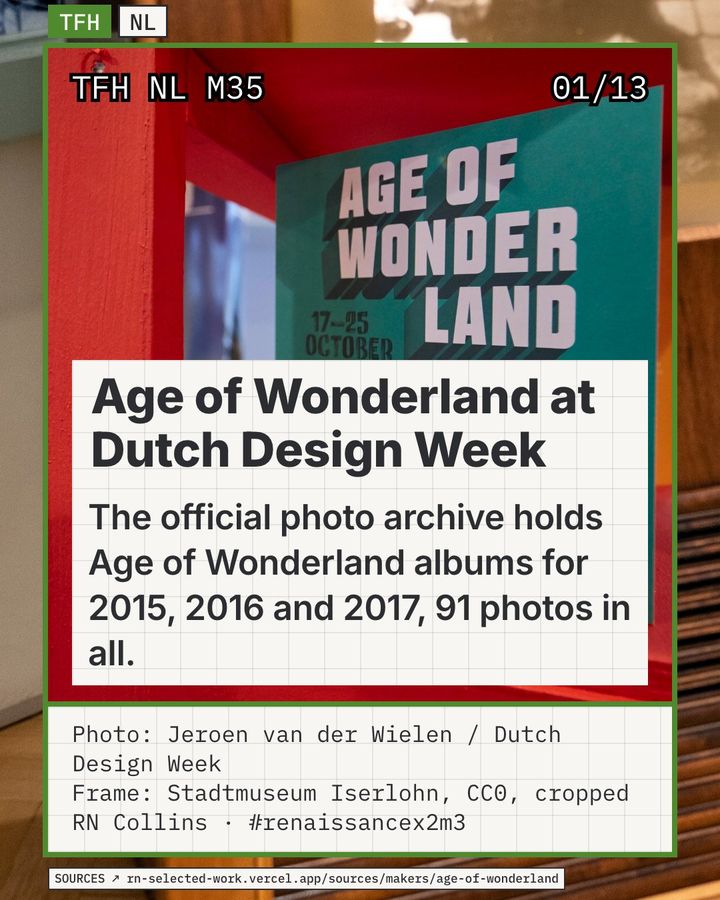 TFH NL
TFH NL M35 01/13
AGE OF
WONDER
LAND
17–25
OCTOBER
Age of Wonderland at
Dutch Design Week
The official photo archive holds
Age of Wonderland albums for
2015, 2016 and 2017, 91 photos in
all.
Photo: Jeroen van der Wielen / Dutch
Design Week
Frame: Stadtmuseum Iserlohn, CC0, cropped
RN Collins · #renaissancex2m3
SOURCES ↗ rn-selected-work.vercel.app/sources/makers/age-of-wonderland